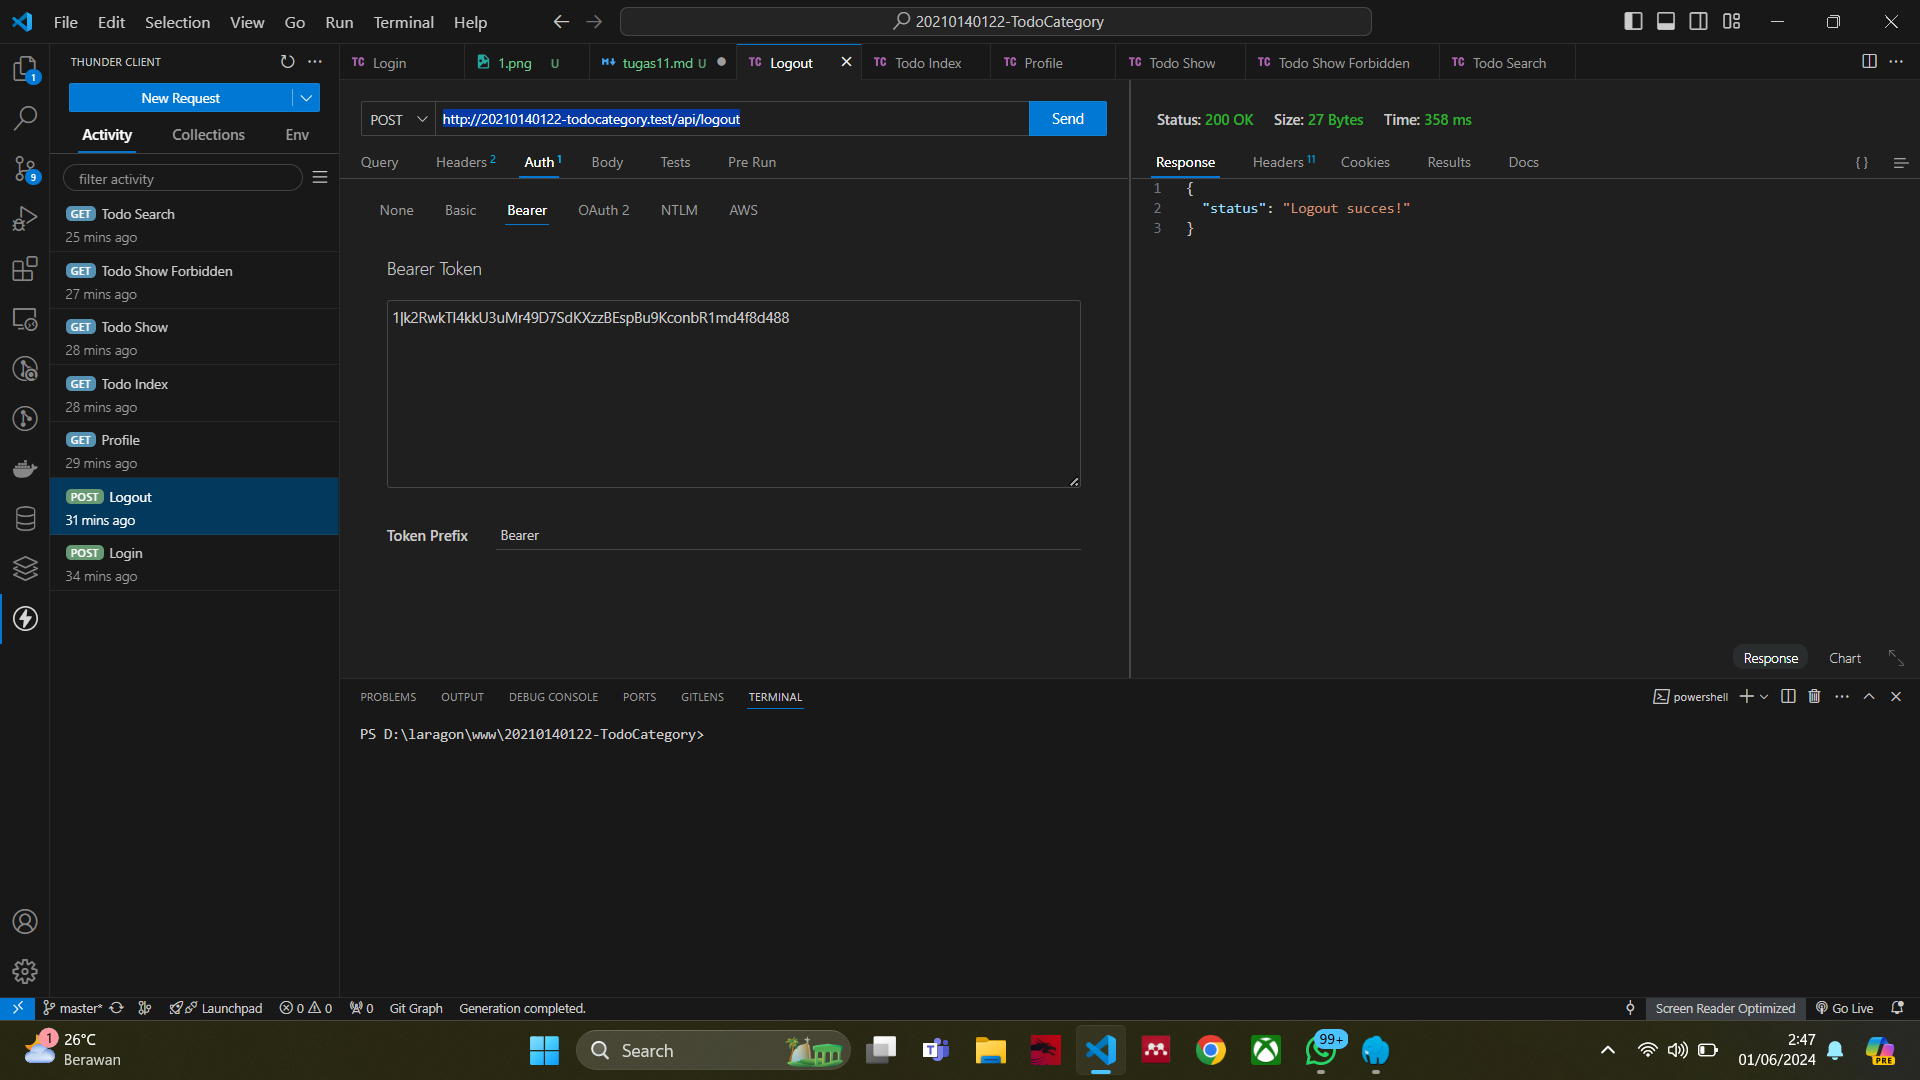 File Edit Selection View Go Run Terminal Help
20210140122-TodoCategory
THUNDER CLIENT
New Request
Activity Collections Env
filter activity
GET Todo Search
25 mins ago
GET Todo Show Forbidden
27 mins ago
GET Todo Show
28 mins ago
GET Todo Index
28 mins ago
GET Profile
29 mins ago
POST Logout
31 mins ago
POST Login
34 mins ago
1
9
TC Login
1.png U
tugas11.md U
TC Logout
TC Todo Index
TC Profile
TC Todo Show
TC Todo Show Forbidden
TC Todo Search
POST http://20210140122-todocategory.test/api/logout Send
Query Headers 2 Auth 1 Body Tests Pre Run
None Basic Bearer OAuth 2 NTLM AWS
Bearer Token
1|k2RwkTI4kkU3uMr49D7SdKXzzBEspBu9KconbR1md4f8d488
Token Prefix Bearer
Status: 200 OK Size: 27 Bytes Time: 358 ms
Response Headers 11 Cookies Results Docs
{ }
1 {
2 "status": "Logout succes!"
3 }
Response Chart
PROBLEMS OUTPUT DEBUG CONSOLE PORTS GITLENS TERMINAL
powershell
PS D:\laragon\www\20210140122-TodoCategory>
master* Launchpad 0 0 0 Git Graph Generation completed.
Screen Reader Optimized Go Live
1
26°C
Berawan
Search
99+
2:47
01/06/2024
PRE